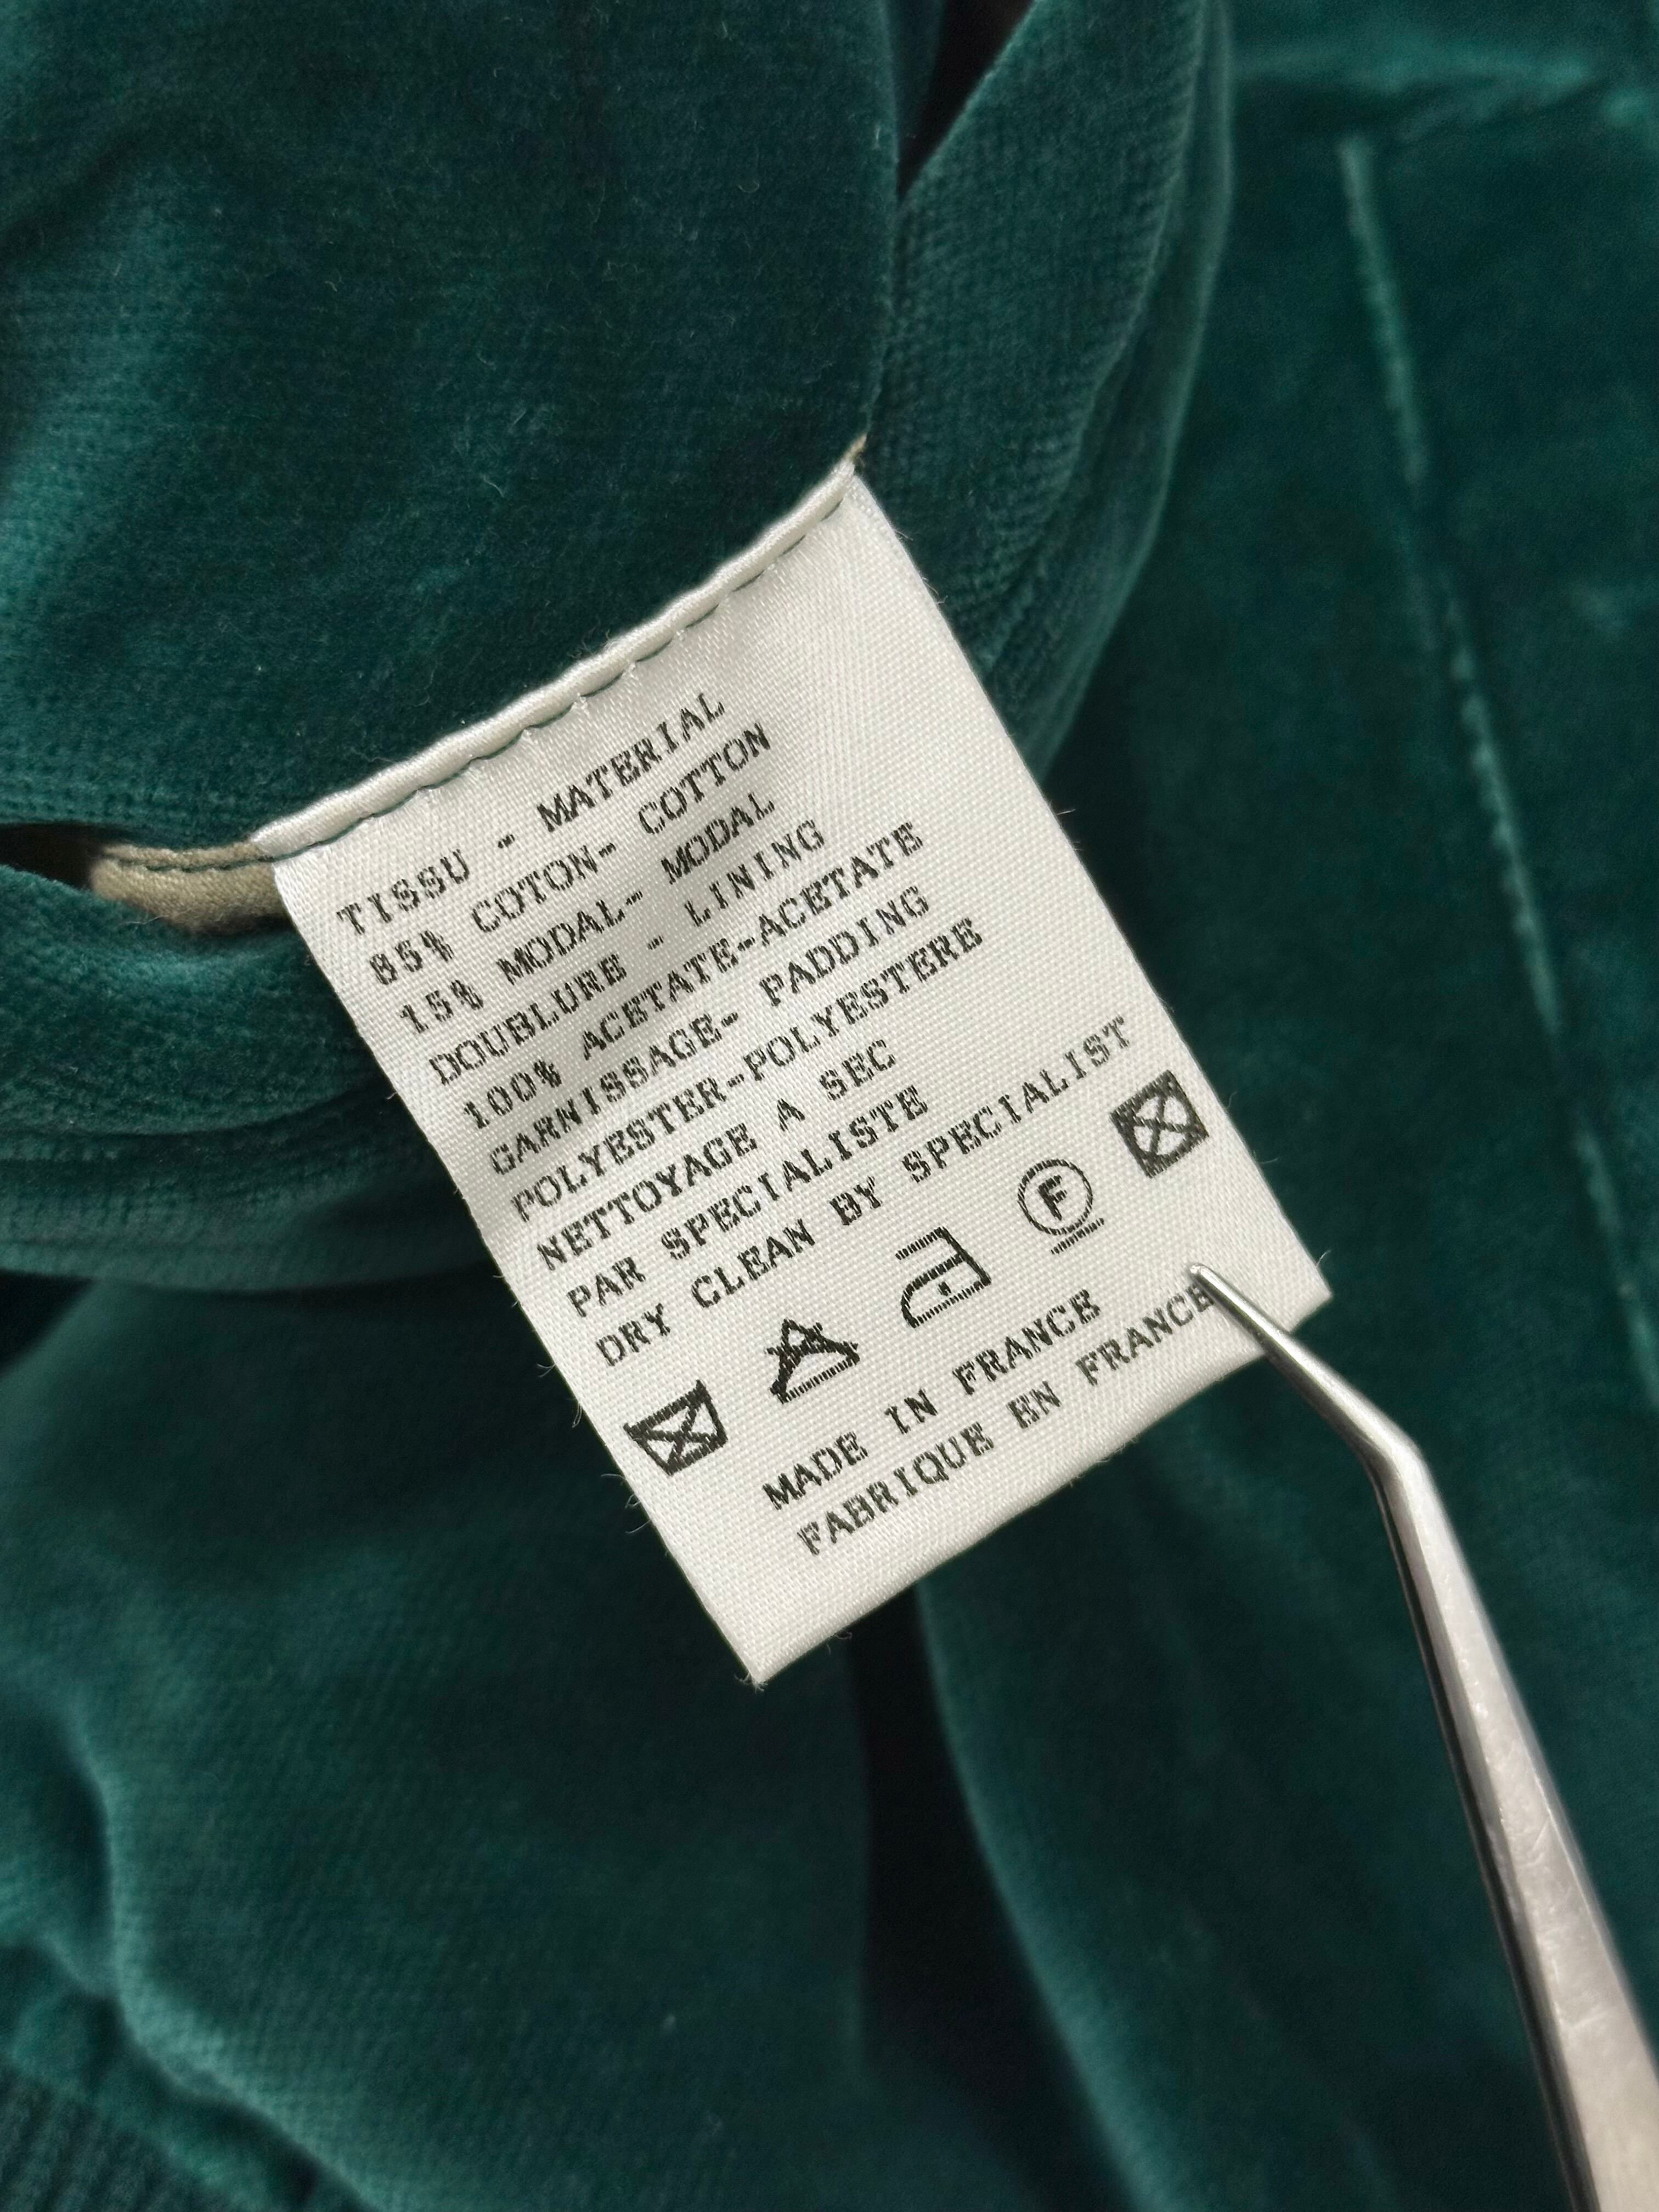 TISSU - MATERIAL
85% COTON- COTTON
15% MODAL- MODAL
DOUBLURE - LINING
100% ACETATE-ACETATE
GARNISSAGE- PADDING
POLYESTER-POLYESTERE
NETTOYAGE A SEC
PAR SPECIALISTE
DRY CLEAN BY SPECIALIST
F
MADE IN FRANCE
FABRIQUE EN FRANCE